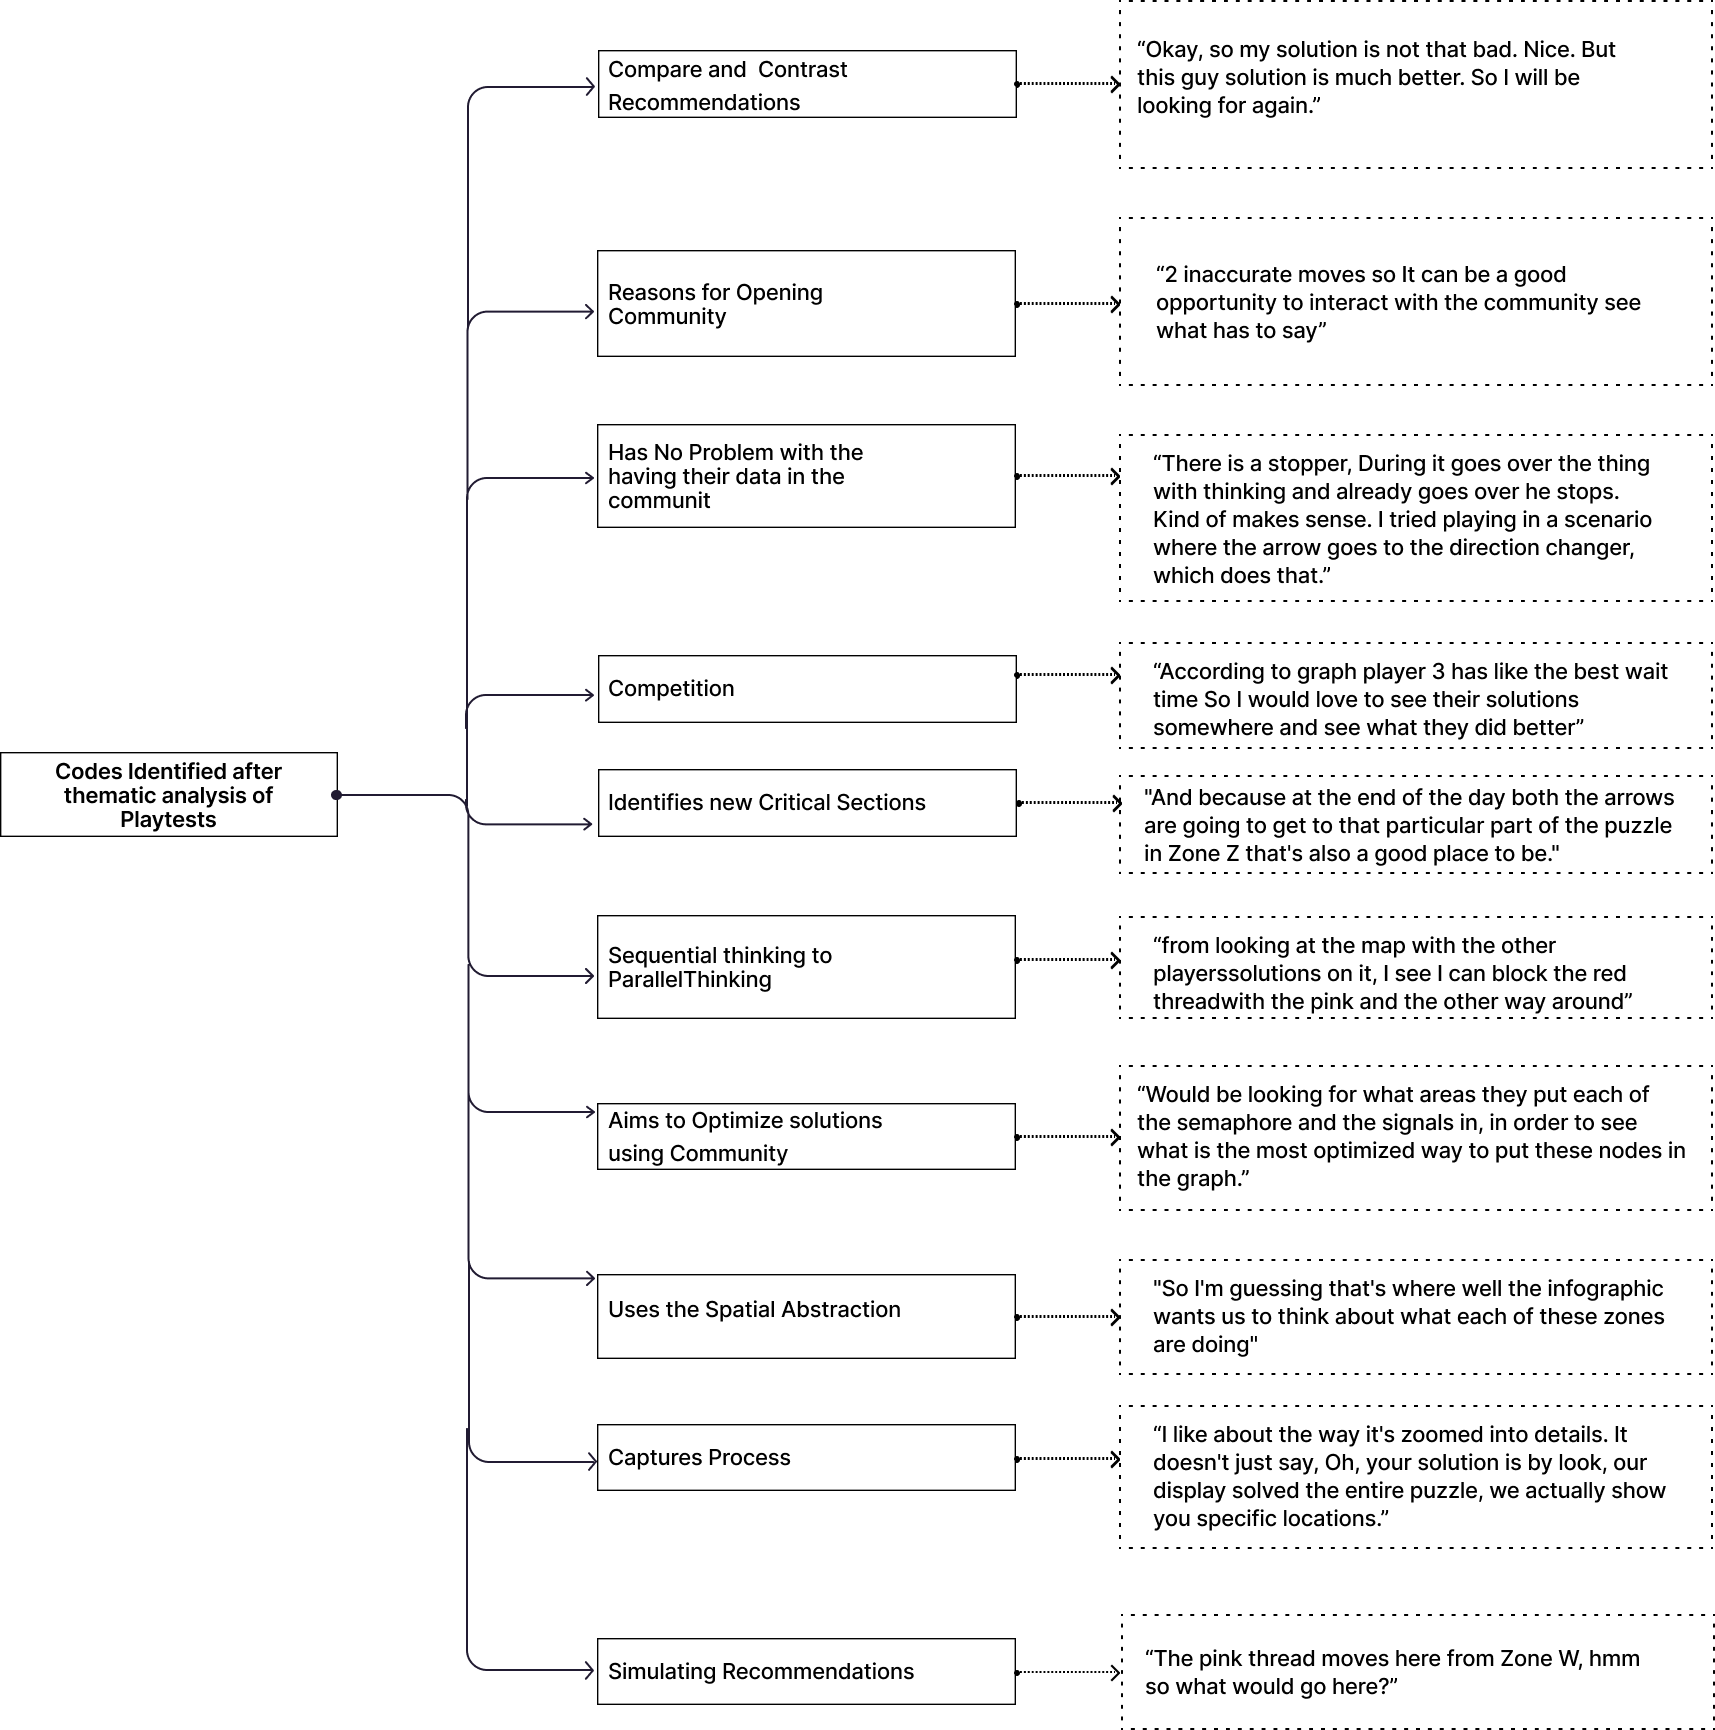 Codes Identified after
thematic analysis of
Playtests
Compare and  Contrast
Recommendations
“Okay, so my solution is not that bad. Nice. But
this guy solution is much better. So I will be
looking for again.”
Reasons for Opening
Community
“2 inaccurate moves so It can be a good
opportunity to interact with the community see
what has to say”
Has No Problem with the
having their data in the
communit
“There is a stopper, During it goes over the thing
with thinking and already goes over he stops.
Kind of makes sense. I tried playing in a scenario
where the arrow goes to the direction changer,
which does that.”
Competition
“According to graph player 3 has like the best wait
time So I would love to see their solutions
somewhere and see what they did better”
Identifies new Critical Sections
"And because at the end of the day both the arrows
are going to get to that particular part of the puzzle
in Zone Z that's also a good place to be."
Sequential thinking to
ParallelThinking
“from looking at the map with the other
playerssolutions on it, I see I can block the red
threadwith the pink and the other way around”
Aims to Optimize solutions
using Community
“Would be looking for what areas they put each of
the semaphore and the signals in, in order to see
what is the most optimized way to put these nodes in
the graph.”
Uses the Spatial Abstraction
"So I'm guessing that's where well the infographic
wants us to think about what each of these zones
are doing"
Captures Process
“I like about the way it's zoomed into details. It
doesn't just say, Oh, your solution is by look, our
display solved the entire puzzle, we actually show
you specific locations.”
Simulating Recommendations
“The pink thread moves here from Zone W, hmm
so what would go here?”